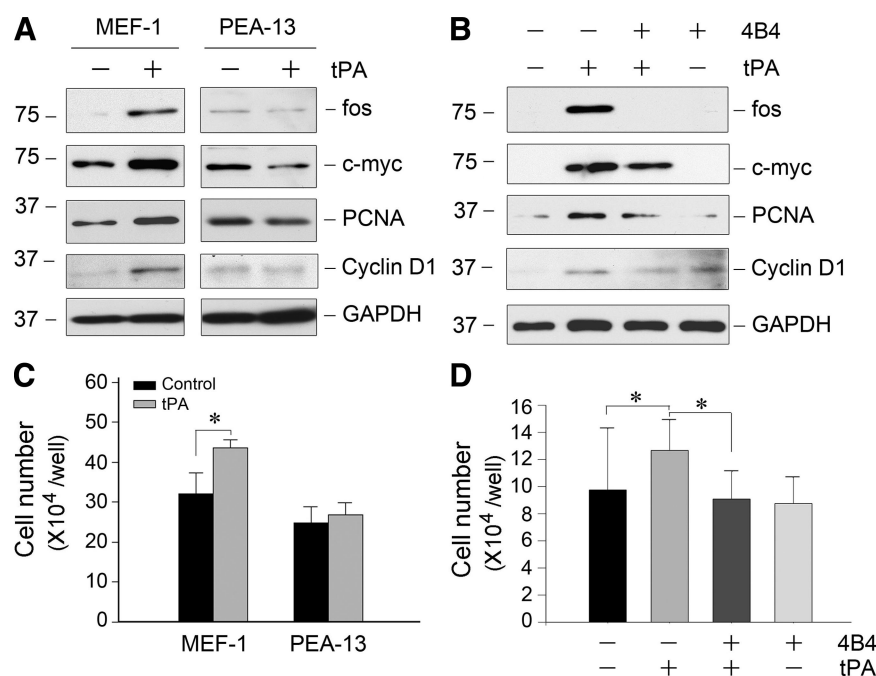 A
MEF-1 PEA-13
− + − + tPA
75 – – fos
75 – – c-myc
37 – – PCNA
37 – – Cyclin D1
37 – – GAPDH
B
− − + + 4B4
− + + − tPA
75 – – fos
75 – – c-myc
37 – – PCNA
37 – – Cyclin D1
37 – – GAPDH
C
Cell number
(X10⁴ /well)
60
50
40
30
20
10
0
Control
tPA
*
MEF-1 PEA-13
D
Cell number
(X10⁴ /well)
16
14
12
10
8
6
4
2
0
* *
− − + + 4B4
− + + − tPA